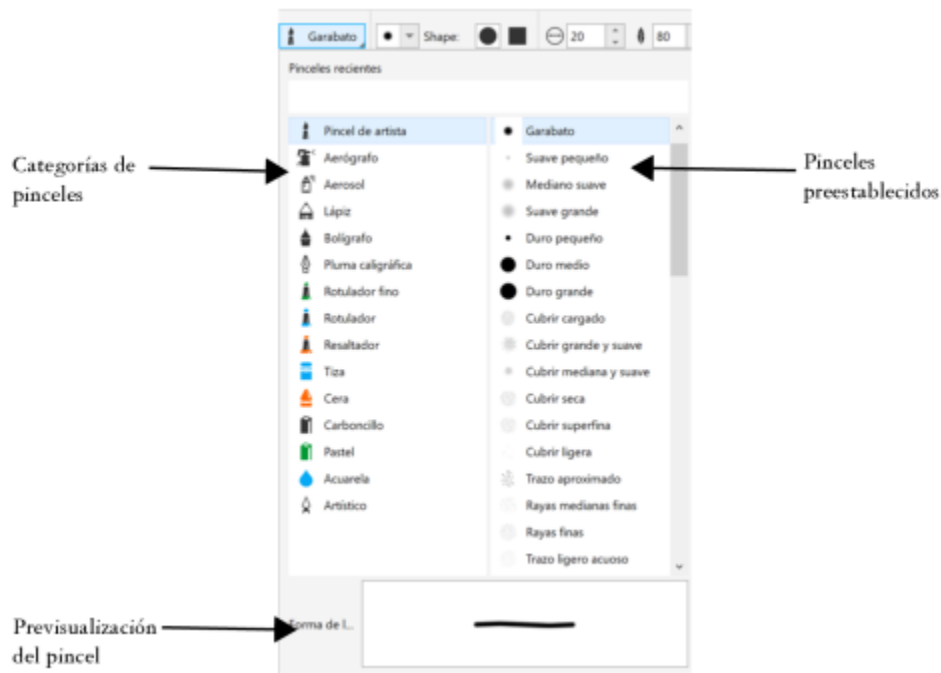 Garabato Shape: 20 80
Pinceles recientes
Pincel de artista
Aerógrafo
Aerosol
Lápiz
Bolígrafo
Pluma caligráfica
Rotulador fino
Rotulador
Resaltador
Tiza
Cera
Carboncillo
Pastel
Acuarela
Artístico
Garabato
Suave pequeño
Mediano suave
Suave grande
Duro pequeño
Duro medio
Duro grande
Cubrir cargado
Cubrir grande y suave
Cubrir mediana y suave
Cubrir seca
Cubrir superfina
Cubrir ligera
Trazo aproximado
Rayas medianas finas
Rayas finas
Trazo ligero acuoso
Categorías de
pinceles
Pinceles
preestablecidos
Forma de l...
Previsualización
del pincel